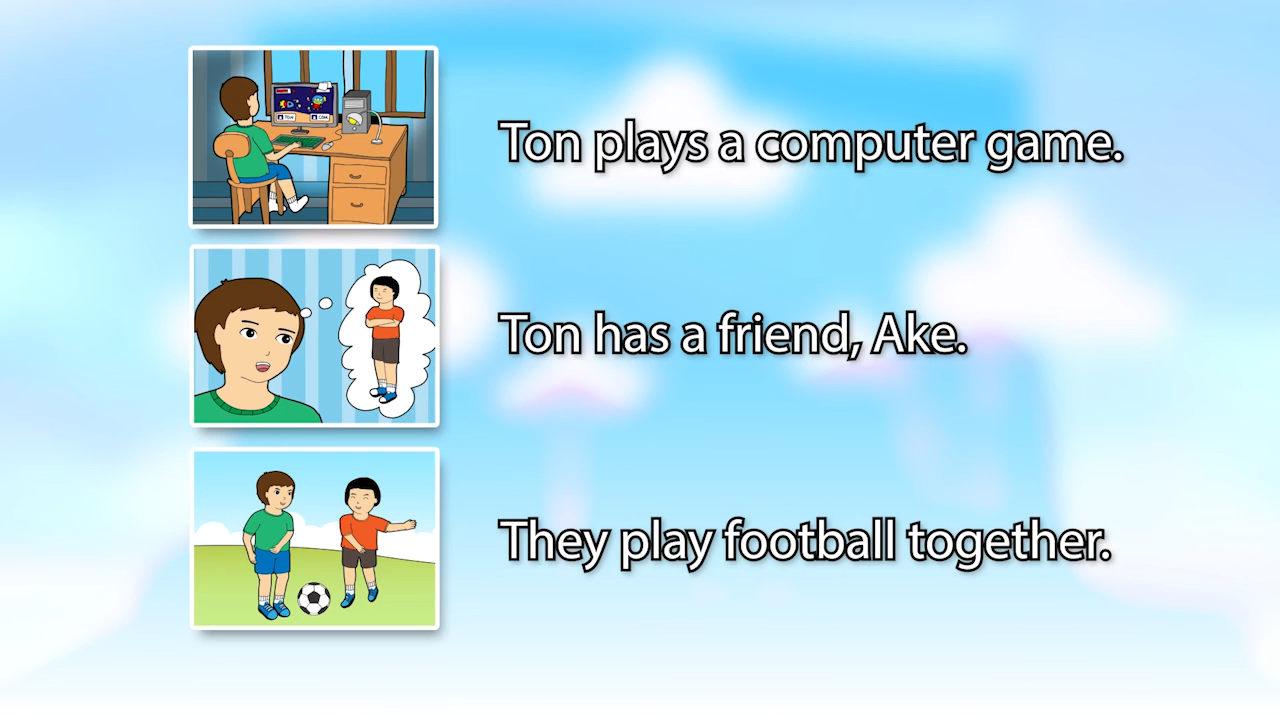 Ton plays a computer game.
Ton has a friend, Ake.
They play football together.